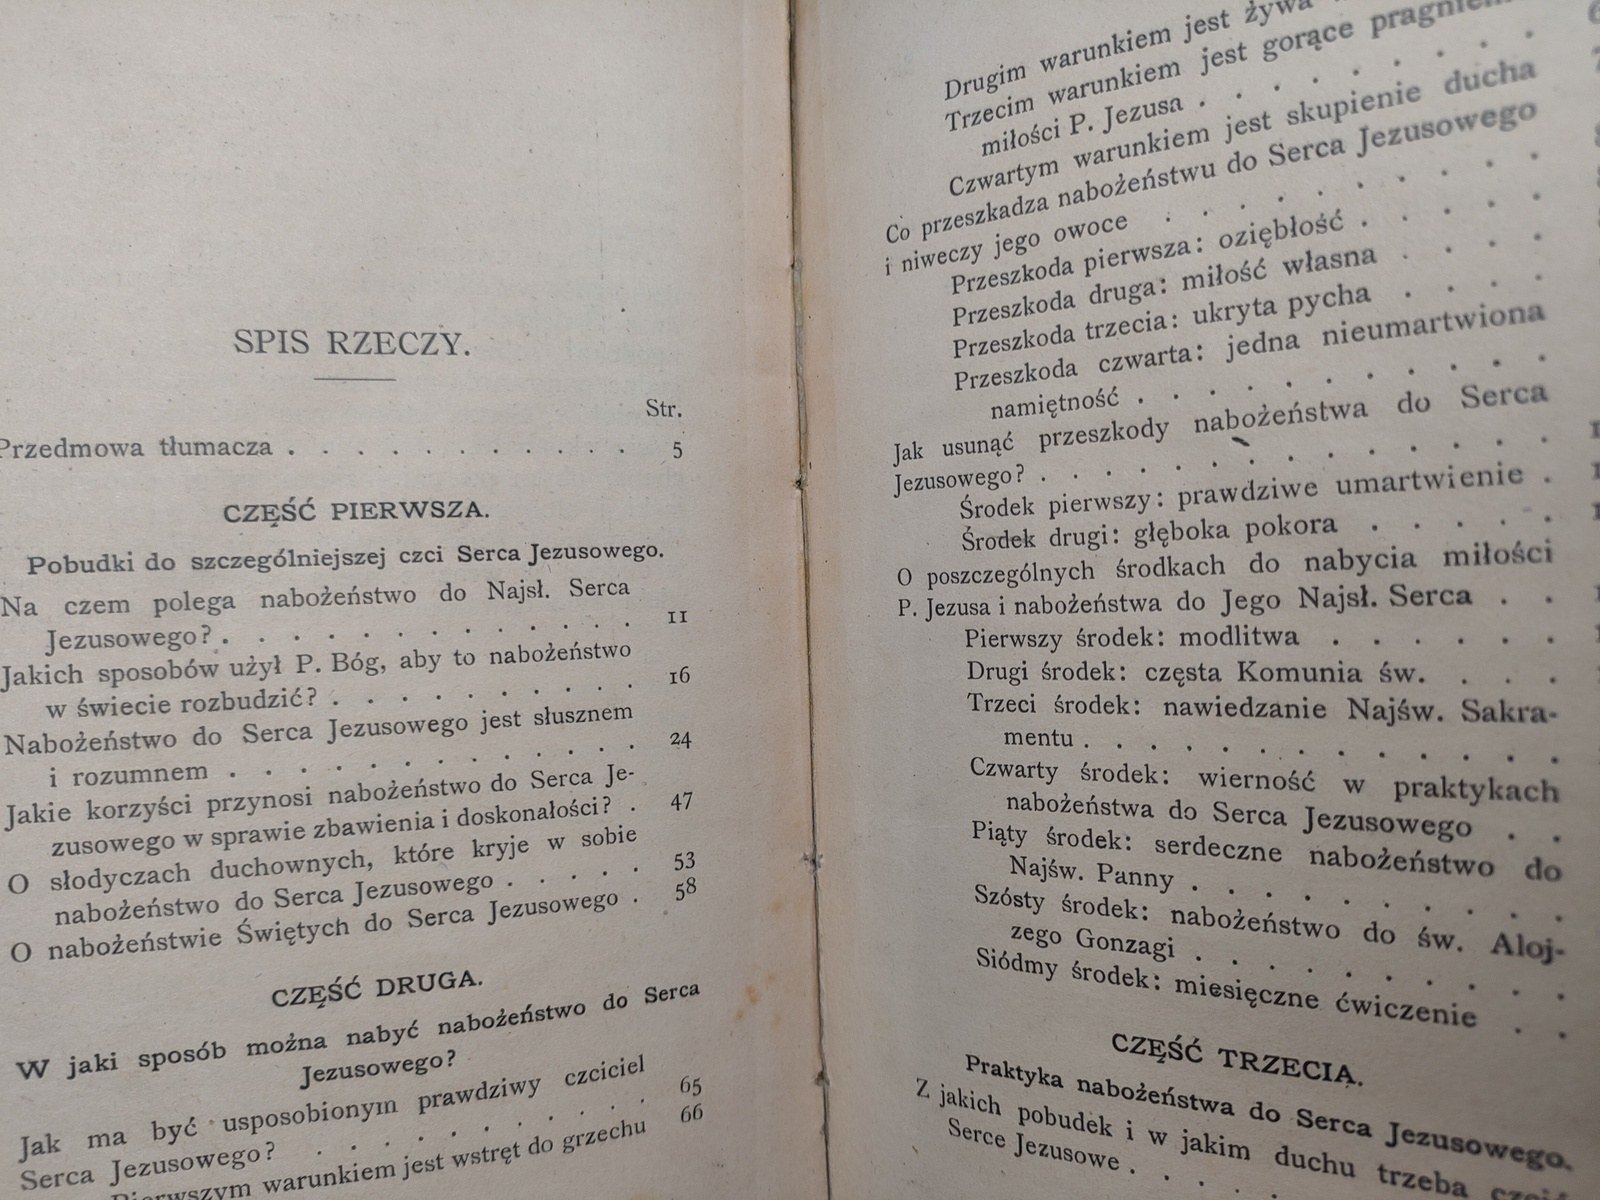 SPIS RZECZY.
Str.
Przedmowa tłumacza . . . . . . . . . . . 5
CZĘŚĆ PIERWSZA.
Pobudki do szczególniejszej czci Serca Jezusowego.
Na czem polega nabożeństwo do Najsł. Serca
Jezusowego? . . . . . . . . . . . . . 11
Jakich sposobów użył P. Bóg, aby to nabożeństwo
w świecie rozbudzić? . . . . . . . . . . 16
Nabożeństwo do Serca Jezusowego jest słusznem
i rozumnem . . . . . . . . . . . . 24
Jakie korzyści przynosi nabożeństwo do Serca Je-
zusowego w sprawie zbawienia i doskonałości? . 47
O słodyczach duchownych, które kryje w sobie
nabożeństwo do Serca Jezusowego . . . . . 53
O nabożeństwie Świętych do Serca Jezusowego . 58
CZĘŚĆ DRUGA.
W jaki sposób można nabyć nabożeństwo do Serca
Jezusowego?
Jak ma być usposobionym prawdziwy czciciel
Serca Jezusowego? . . . . . . . . . 65
Pierwszym warunkiem jest wstręt do grzechu 66
Drugim warunkiem jest żywa
Trzecim warunkiem jest gorące
miłości P. Jezusa . . . . . . . .
Czwartym warunkiem jest skupienie ducha
Co przeszkadza nabożeństwu do Serca Jezusowego
i niweczy jego owoce . . . . . . . . . .
Przeszkoda pierwsza: oziębłość . . . . .
Przeszkoda druga: miłość własna . . . .
Przeszkoda trzecia: ukryta pycha . . . .
Przeszkoda czwarta: jedna nieumartwiona
namiętność . . . . . . . . . . .
Jak usunąć przeszkody nabożeństwa do Serca
Jezusowego? . . . . . . . . . . . . .
Środek pierwszy: prawdziwe umartwienie .
Środek drugi: głęboka pokora . . . . .
O poszczególnych środkach do nabycia miłości
P. Jezusa i nabożeństwa do Jego Najsł. Serca . .
Pierwszy środek: modlitwa . . . . . .
Drugi środek: częsta Komunia św. . . .
Trzeci środek: nawiedzanie Najśw. Sakra-
mentu . . . . . . . . . . . . .
Czwarty środek: wierność w praktykach
nabożeństwa do Serca Jezusowego . .
Piąty środek: serdeczne nabożeństwo do
Najśw. Panny . . . . . . . . . .
Szósty środek: nabożeństwo do św. Aloj-
zego Gonzagi . . . . . . . . . .
Siódmy środek: miesięczne ćwiczenie . .
CZĘŚĆ TRZECIA.
Praktyka nabożeństwa do Serca Jezusowego.
Z jakich pobudek i w jakim duchu trzeba
Serce Jezusowe . . . .